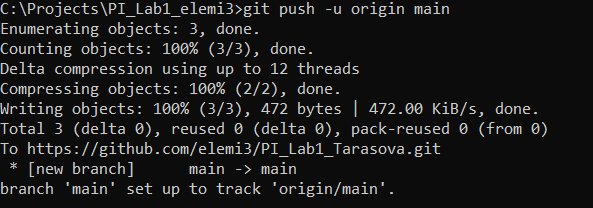 C:\Projects\PI_Lab1_elemi3>git push -u origin main
Enumerating objects: 3, done.
Counting objects: 100% (3/3), done.
Delta compression using up to 12 threads
Compressing objects: 100% (2/2), done.
Writing objects: 100% (3/3), 472 bytes | 472.00 KiB/s, done.
Total 3 (delta 0), reused 0 (delta 0), pack-reused 0 (from 0)
To https://github.com/elemi3/PI_Lab1_Tarasova.git
 * [new branch]      main -> main
branch 'main' set up to track 'origin/main'.